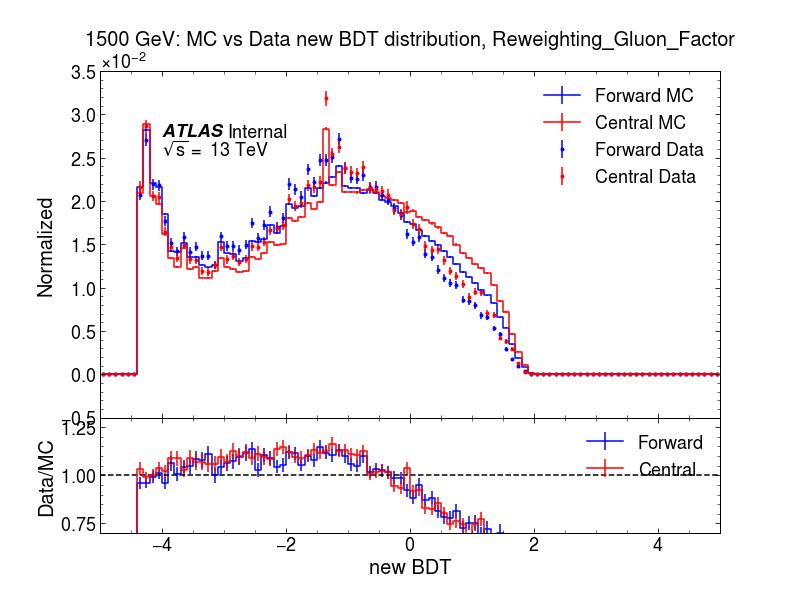 1500 GeV: MC vs Data new BDT distribution, Reweighting_Gluon_Factor
×10⁻²
3.5
Forward MC
3.0
Central MC
ATLAS Internal
√s = 13 TeV
Forward Data
2.5
Central Data
2.0
Normalized
1.5
1.0
0.5
0.0
0.5
1.25
Forward
Data/MC
1.00
Central
0.75
−4 −2 0 2 4
new BDT